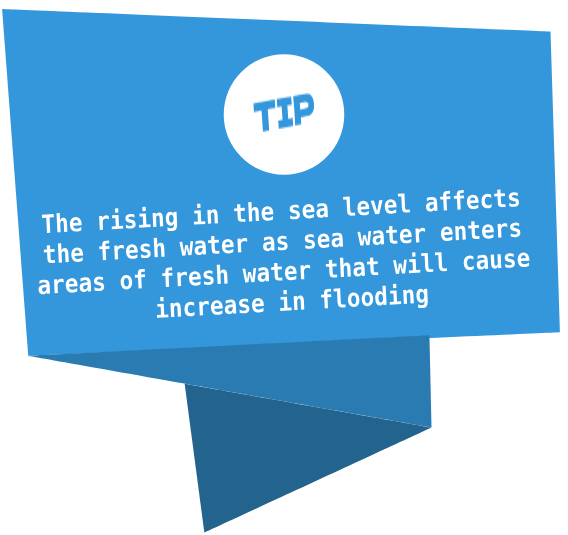 TIP
The rising in the sea level affects
the fresh water as sea water enters
areas of fresh water that will cause
increase in flooding